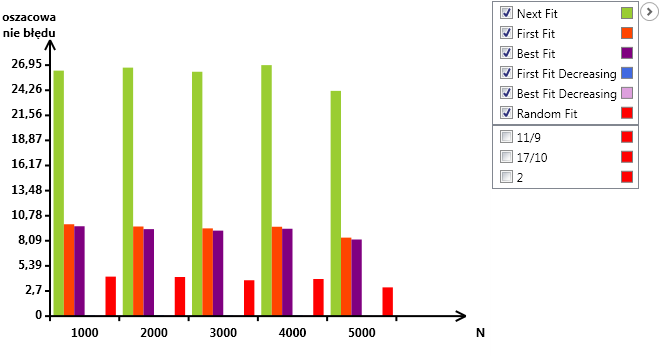 oszacowa
nie błędu
26,95
24,26
21,56
18,87
16,17
13,48
10,78
8,09
5,39
2,7
0
1000 2000 3000 4000 5000 N
Next Fit
First Fit
Best Fit
First Fit Decreasing
Best Fit Decreasing
Random Fit
11/9
17/10
2